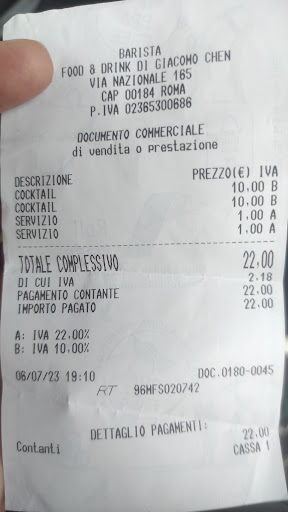 BARISTA
FOOD & DRINK DI GIACOMO CHEN
VIA NAZIONALE 165
CAP 00184 ROMA
P.IVA 02365300686
DOCUMENTO COMMERCIALE
di vendita o prestazione
DESCRIZIONE PREZZO(€) IVA
COCKTAIL 10,00 B
COCKTAIL 10,00 B
SERVIZIO 1,00 A
SERVIZIO 1,00 A
TOTALE COMPLESSIVO 22,00
DI CUI IVA 2,18
PAGAMENTO CONTANTE 22,00
IMPORTO PAGATO 22,00
A: IVA 22,00%
B: IVA 10,00%
06/07/23 19:10 DOC.0180-0045
RT 96MFS020742
DETTAGLIO PAGAMENTI:
Contanti 22,00
CASSA 1